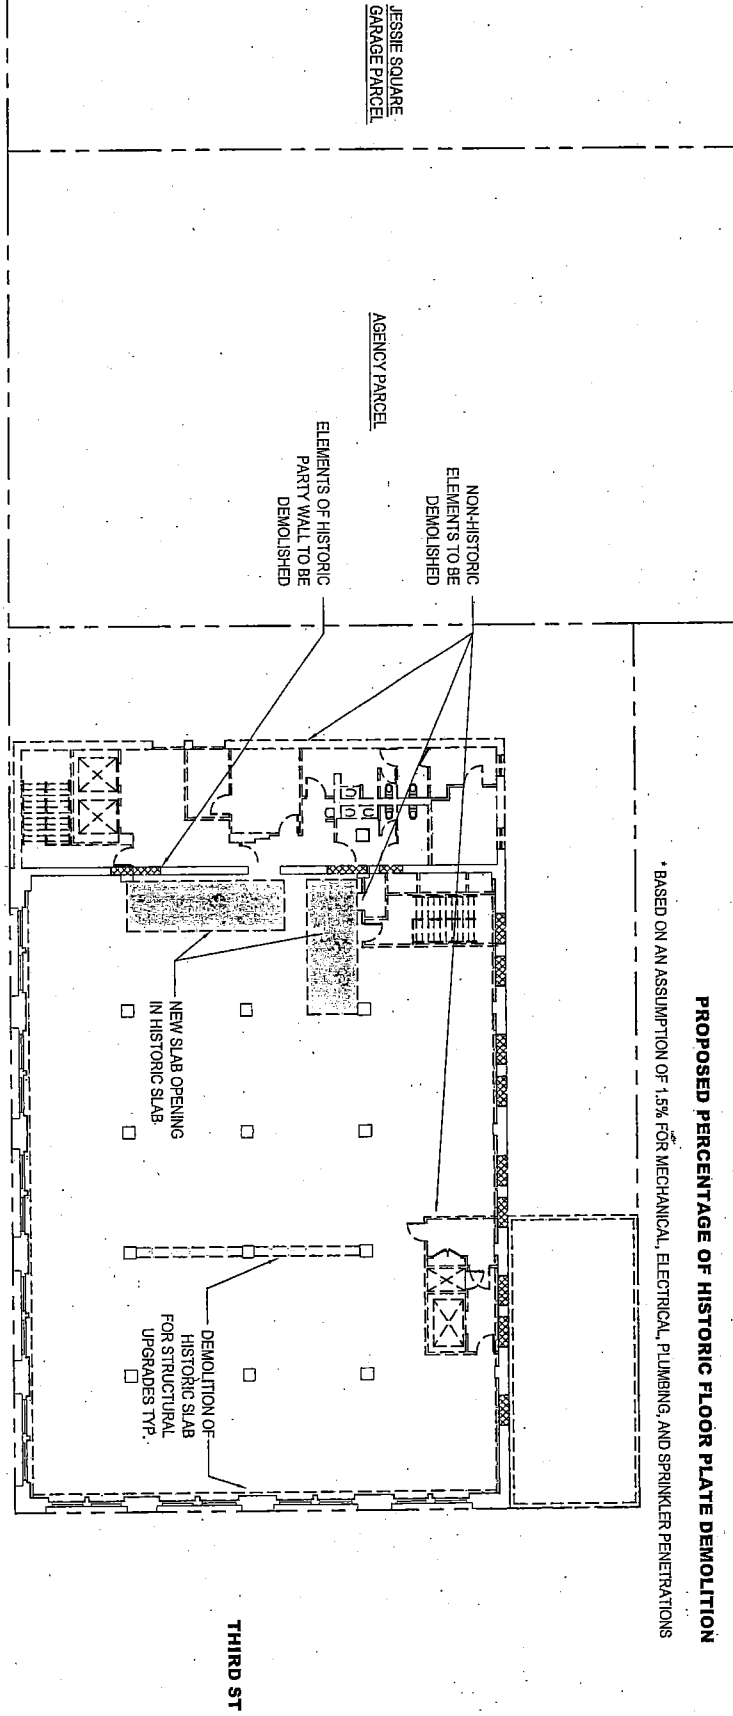 PROPOSED PERCENTAGE OF HISTORIC FLOOR PLATE DEMOLITION
* BASED ON AN ASSUMPTION OF 1.5% FOR MECHANICAL, ELECTRICAL, PLUMBING, AND SPRINKLER PENETRATIONS
JESSIE SQUARE
GARAGE PARCEL
AGENCY PARCEL
NON-HISTORIC
ELEMENTS TO BE
DEMOLISHED
ELEMENTS OF HISTORIC
PARTY WALL TO BE
DEMOLISHED
NEW SLAB OPENING
IN HISTORIC SLAB
DEMOLITION OF
HISTORIC SLAB
FOR STRUCTURAL
UPGRADES TYP.
THIRD ST